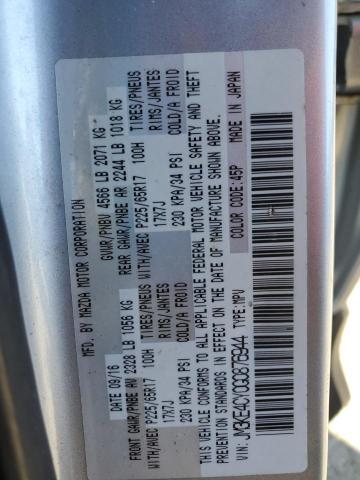 MFD. BY MAZDA MOTOR CORPORATION
DATE 09/16 GVWR/PNBV 4566 LB 2071 KG
FRONT GAWR/PNBE AV 2328 LB 1056 KG REAR GAWR/PNBE AR 2244 LB 1018 KG
WITH/AVEC P225/65R17 100H TIRES/PNEUS WITH/AVEC P225/65R17 100H TIRES/PNEUS
17X7J RIMS/JANTES 17X7J RIMS/JANTES
230 KPA/34 PSI COLD/A FROID 230 KPA/34 PSI COLD/A FROID
THIS VEHICLE CONFORMS TO ALL APPLICABLE FEDERAL MOTOR VEHICLE SAFETY AND THEFT
PREVENTION STANDARDS IN EFFECT ON THE DATE OF MANUFACTURE SHOWN ABOVE.
COLOR CODE: 45P MADE IN JAPAN
VIN: JM3KE4CY0G0875944 TYPE: MPV